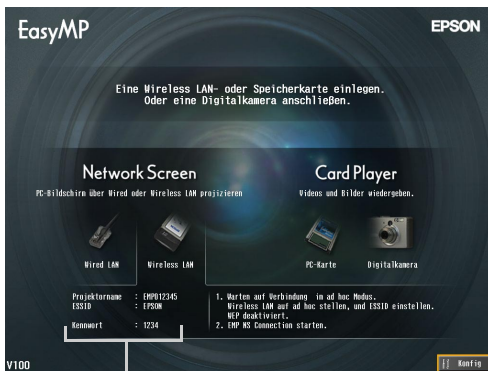 EasyMP
EPSON
Eine Wireless LAN- oder Speicherkarte einlegen.
Oder eine Digitalkamera anschließen.
Network Screen
PC-Bildschirn über Wired oder Wireless LAN projizieren
Wired LAN
Wireless LAN
Projektorname : EMP012345
ESSID : EPSON
Kennwort : 1234
Card Player
Videos und Bilder wiedergeben.
PC-Karte
Digitalkamera
1. Warten auf Verbindung im ad hoc Modus.
Wireless LAN auf ad hoc stellen, und ESSID einstellen.
WEP deaktiviert.
2. EMP NS Connection starten.
V100
Konfig